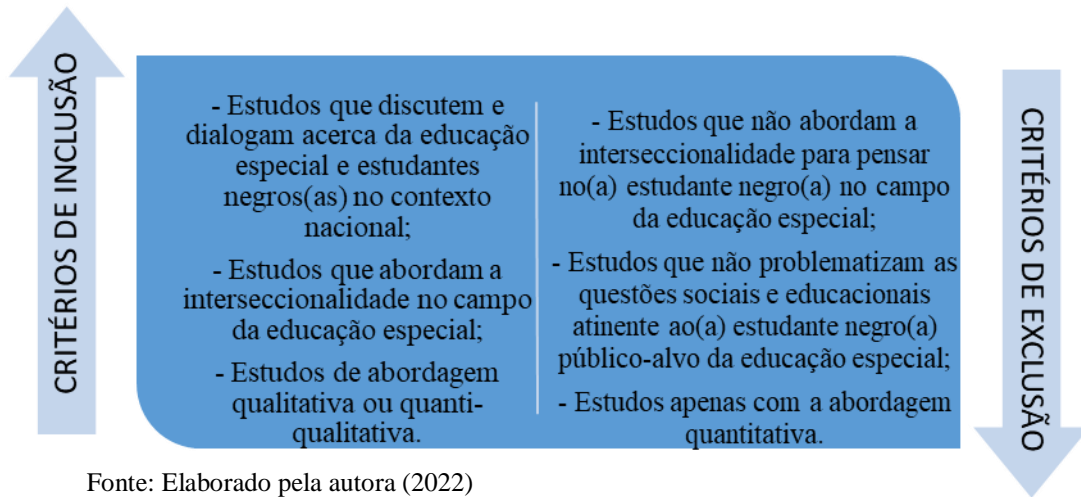 CRITÉRIOS DE INCLUSÃO
- Estudos que discutem e
dialogam acerca da educação
especial e estudantes
negros(as) no contexto
nacional;
- Estudos que abordam a
interseccionalidade no campo
da educação especial;
- Estudos de abordagem
qualitativa ou quanti-
qualitativa.
- Estudos que não abordam a
interseccionalidade para pensar
no(a) estudante negro(a) no campo
da educação especial;
- Estudos que não problematizam as
questões sociais e educacionais
atinente ao(a) estudante negro(a)
público-alvo da educação especial;
- Estudos apenas com a abordagem
quantitativa.
CRITÉRIOS DE EXCLUSÃO
Fonte: Elaborado pela autora (2022)